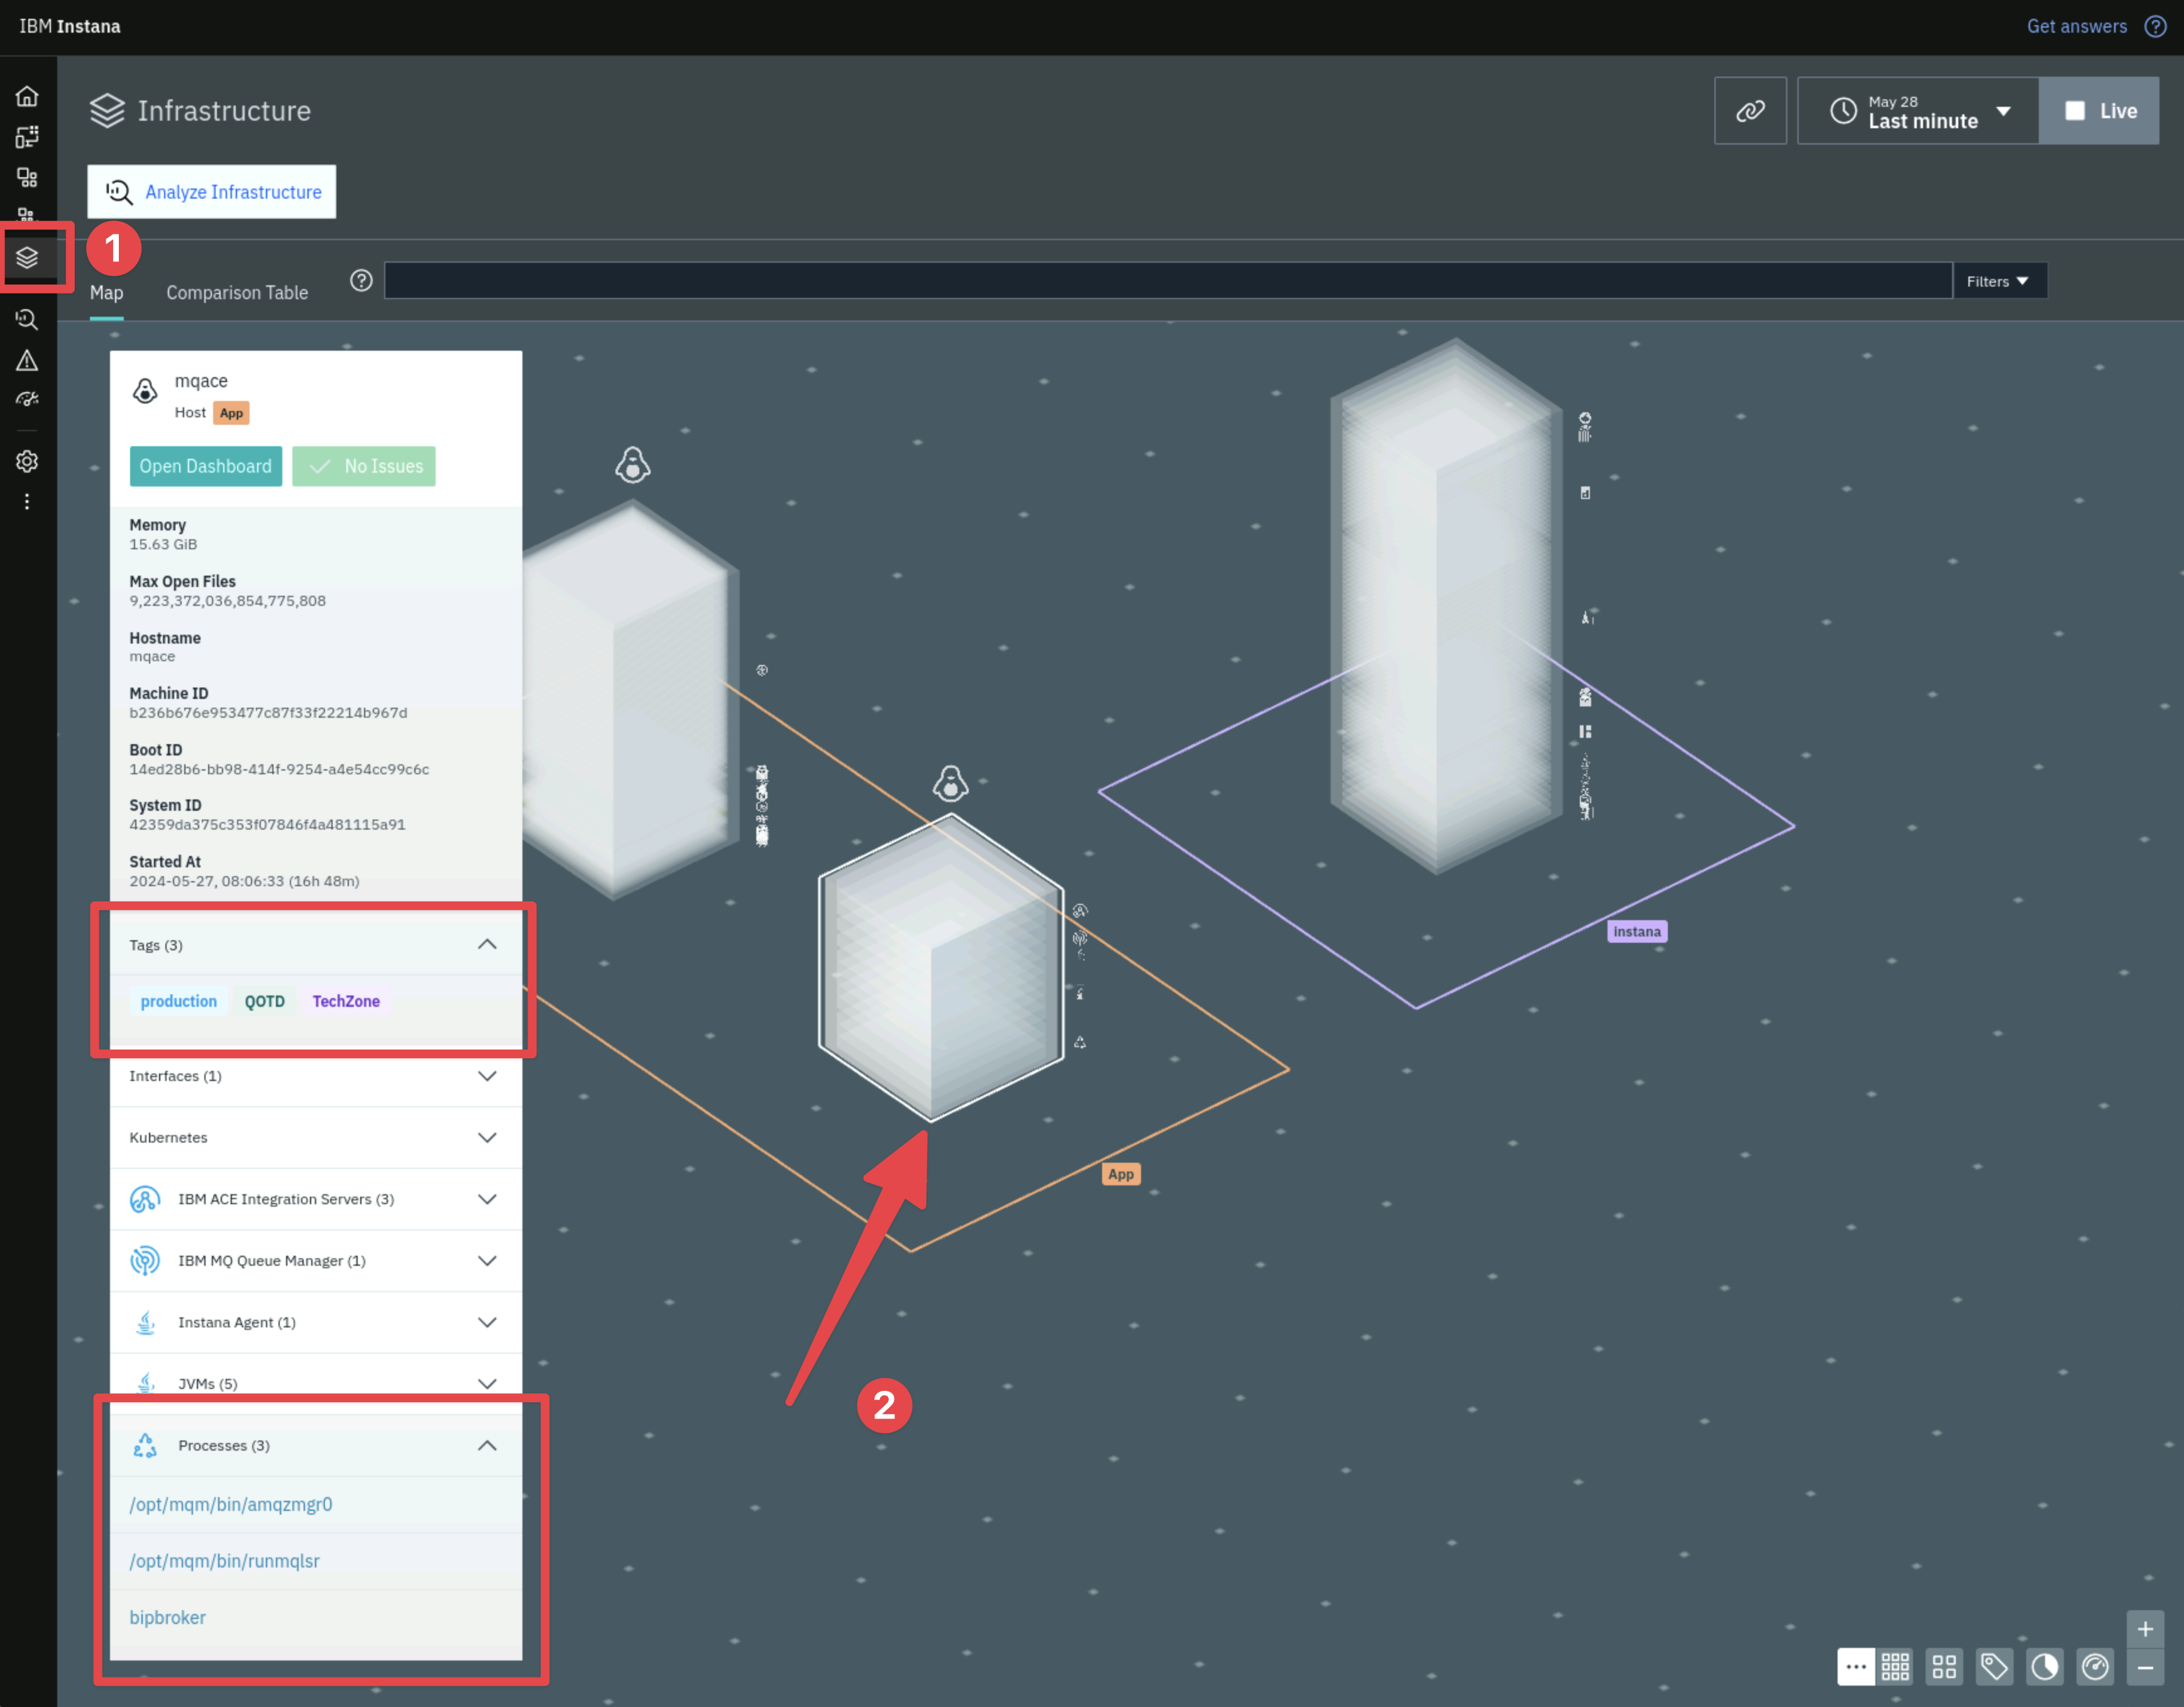 IBM Instana
Get answers
Infrastructure
May 28
Last minute
Live
Analyze Infrastructure
1
Map
Comparison Table
Filters
mqace
Host App
Open Dashboard
No Issues
Memory
15.63 GiB
Max Open Files
9,223,372,036,854,775,808
Hostname
mqace
Machine ID
b236b676e953477c87f33f22214b967d
Boot ID
14ed28b6-bb98-414f-9254-a4e54cc99c6c
System ID
42359da375c353f07846f4a481115a91
Started At
2024-05-27, 08:06:33 (16h 48m)
Tags (3)
production QOTD TechZone
Interfaces (1)
Kubernetes
IBM ACE Integration Servers (3)
IBM MQ Queue Manager (1)
Instana Agent (1)
JVMs (5)
Processes (3)
/opt/mqm/bin/amqzmgr0
/opt/mqm/bin/runmqlsr
bipbroker
instana
App
2